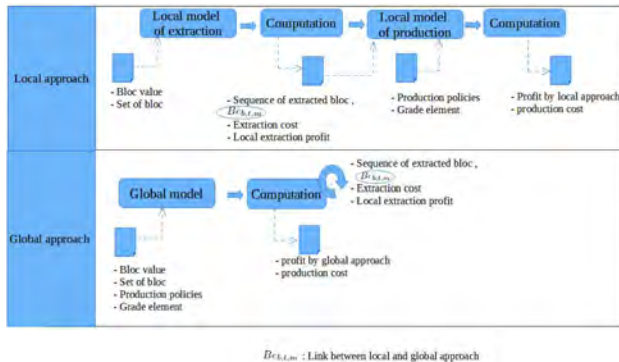 Local model
of extraction
Computation
Local model
of production
Computation
Local approach
- Bloc value
- Set of bloc
- Sequence of extracted bloc ,
Bc_{b,t,m}
- Extraction cost
- Local extraction profit
- Production policies
- Grade element
- Profit by local approach
- production cost
- Sequence of extracted bloc ,
Bc_{b,t,m}
- Extraction cost
- Local extraction profit
Global model
Computation
Global approach
- Bloc value
- Set of bloc
- Production policies
- Grade element
- profit by global approach
- production cost
Bc_{b,t,m} : Link between local and global approach